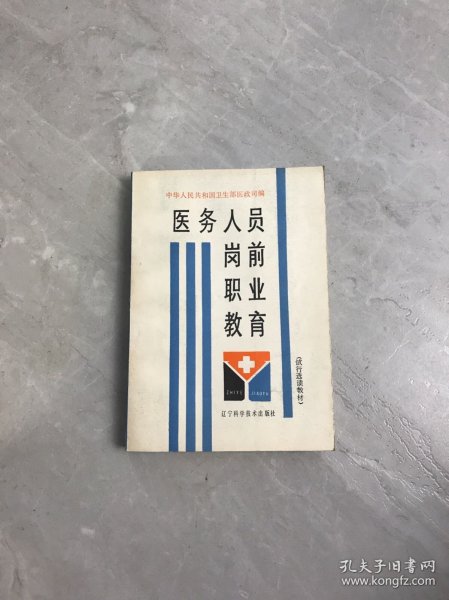 中华人民共和国卫生部医政司编
医务人员
岗前
职业
教育
(试行选读教材)
ZHIYE JIAOYU
辽宁科学技术出版社
孔夫子旧书网
www.kongfz.com